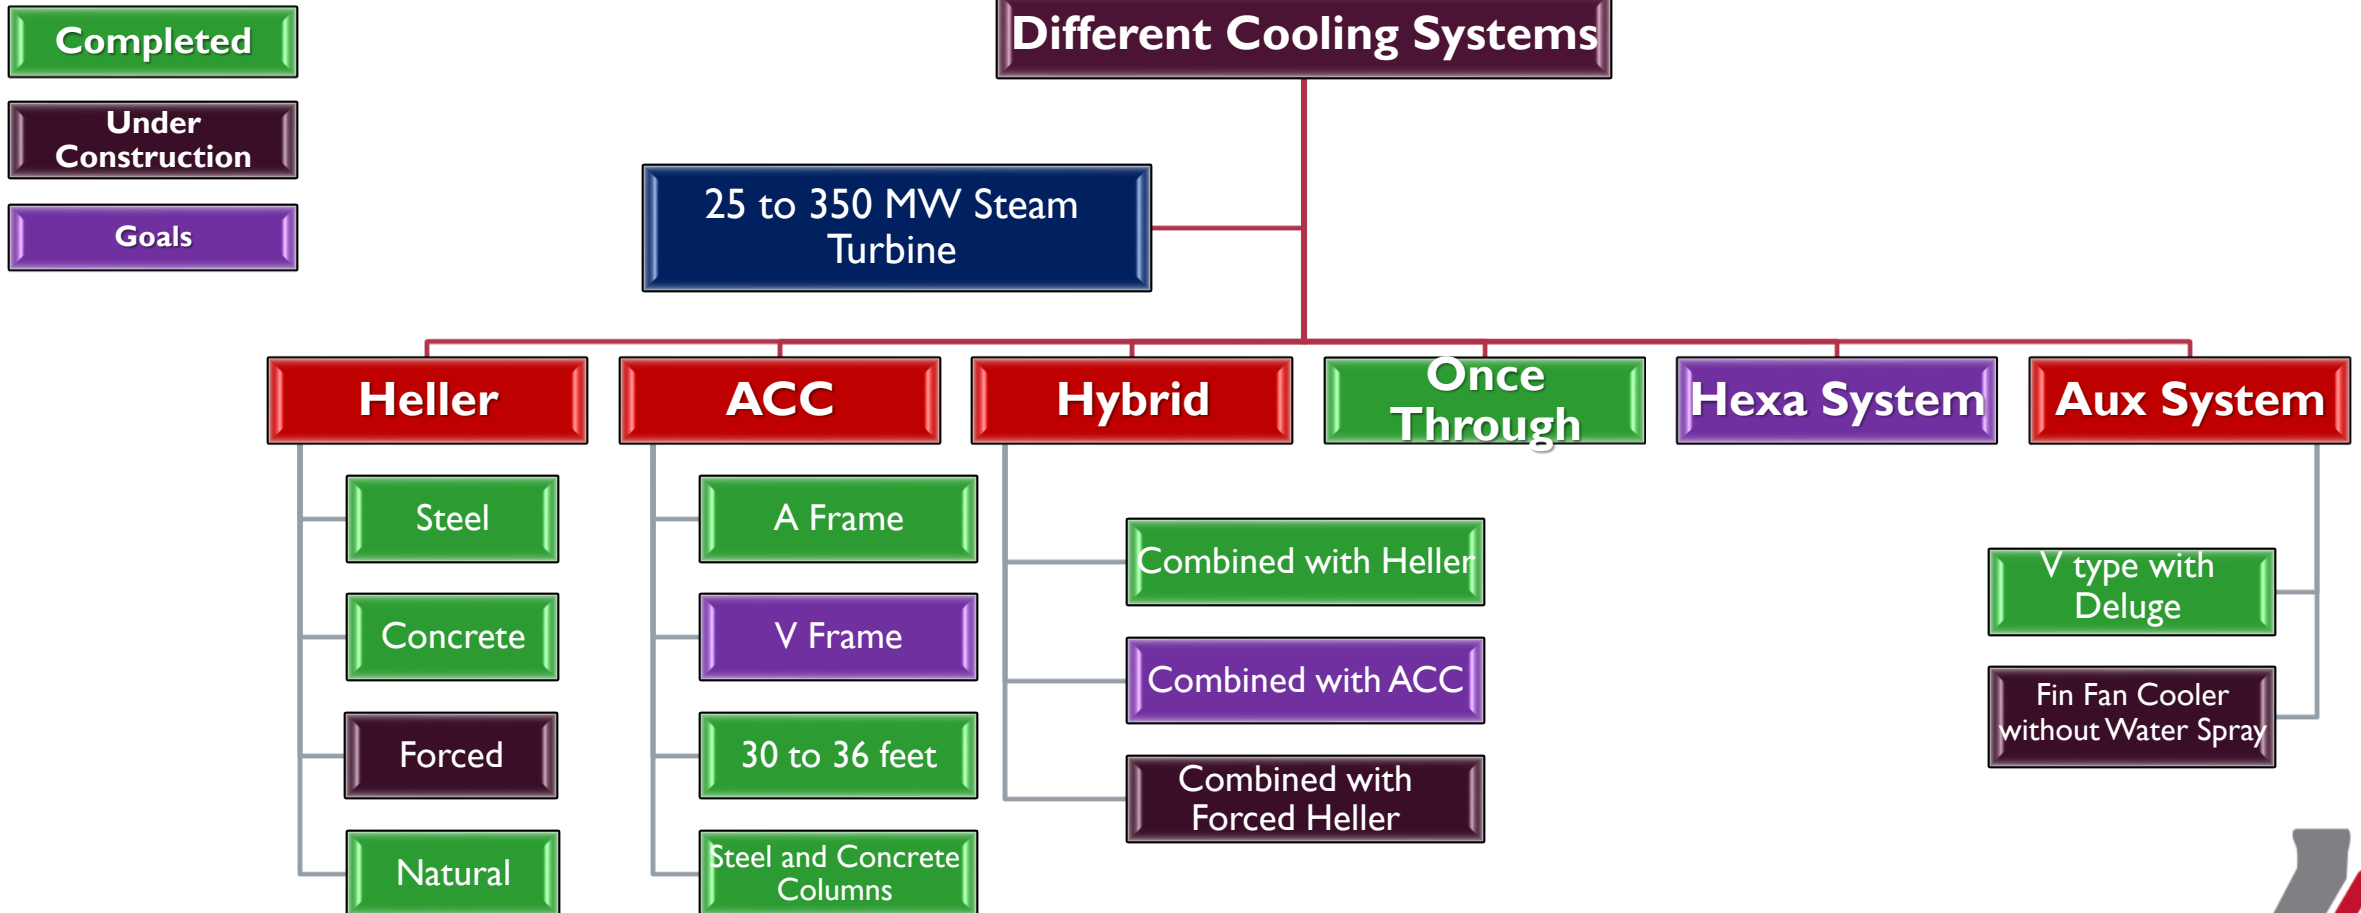 Completed
Under
Construction
Goals
Different Cooling Systems
25 to 350 MW Steam
Turbine
Heller
ACC
Hybrid
Once
Through
Hexa System
Aux System
Steel
Concrete
Forced
Natural
A Frame
V Frame
30 to 36 feet
Steel and Concrete
Columns
Combined with Heller
Combined with ACC
Combined with
Forced Heller
V type with
Deluge
Fin Fan Cooler
without Water Spray